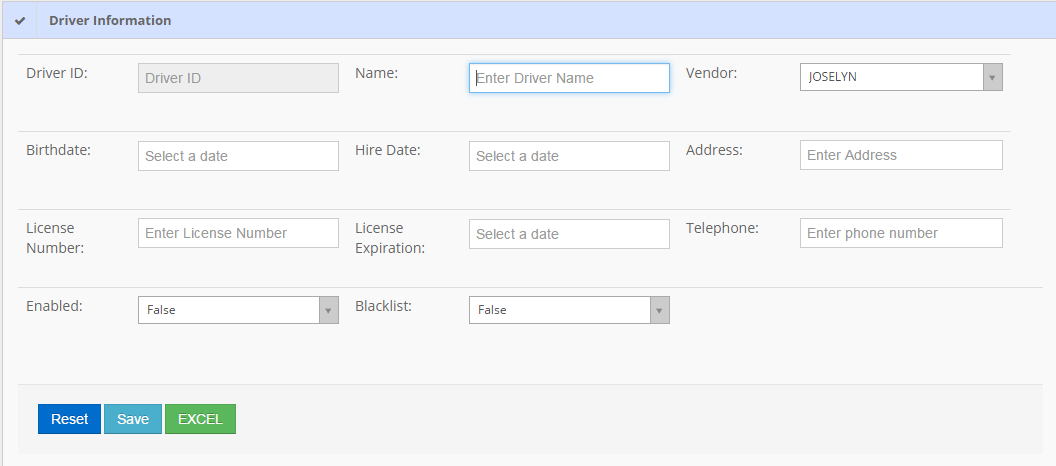 Driver Information
Driver ID: Driver ID Name: Enter Driver Name Vendor: JOSELYN
Birthdate: Select a date Hire Date: Select a date Address: Enter Address
License Number: Enter License Number License Expiration: Select a date Telephone: Enter phone number
Enabled: False Blacklist: False
Reset Save EXCEL